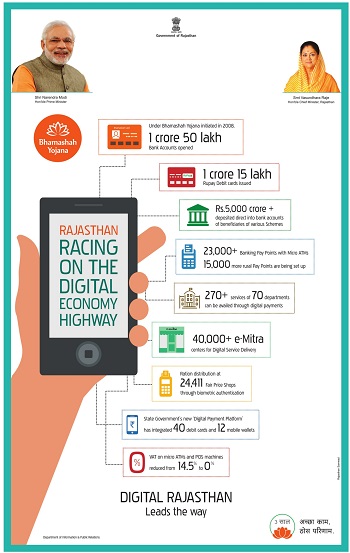 Government of Rajasthan
Shri Narendra Modi
Hon'ble Prime Minister
Smt Vasundhara Raje
Hon'ble Chief Minister, Rajasthan
Bhamashah
Yojana
Under Bhamashah Yojana initiated in 2008,
1 crore 50 lakh
Bank Accounts opened
1 crore 15 lakh
Rupay Debit cards issued
Rs.5,000 crore +
deposited direct into bank accounts
of beneficiaries of various Schemes
23,000+ Banking Pay Points with Micro ATMs
15,000 more rural Pay Points are being set up
270+ services of 70 departments
can be availed through digital payments
40,000+ e-Mitra
centers for Digital Service Delivery
Ration distribution at
24,411 Fair Price Shops
through biometric authentication
State Government's new 'Digital Payment Platform'
has integrated 40 debit cards and 12 mobile wallets
VAT on micro ATMs and POS machines
reduced from 14.5% to 0%
RAJASTHAN
RACING
ON THE
DIGITAL
ECONOMY
HIGHWAY
DIGITAL RAJASTHAN
Leads the way
Department of Information & Public Relations
3 साल
अच्छा काम,
ठोस परिणाम.